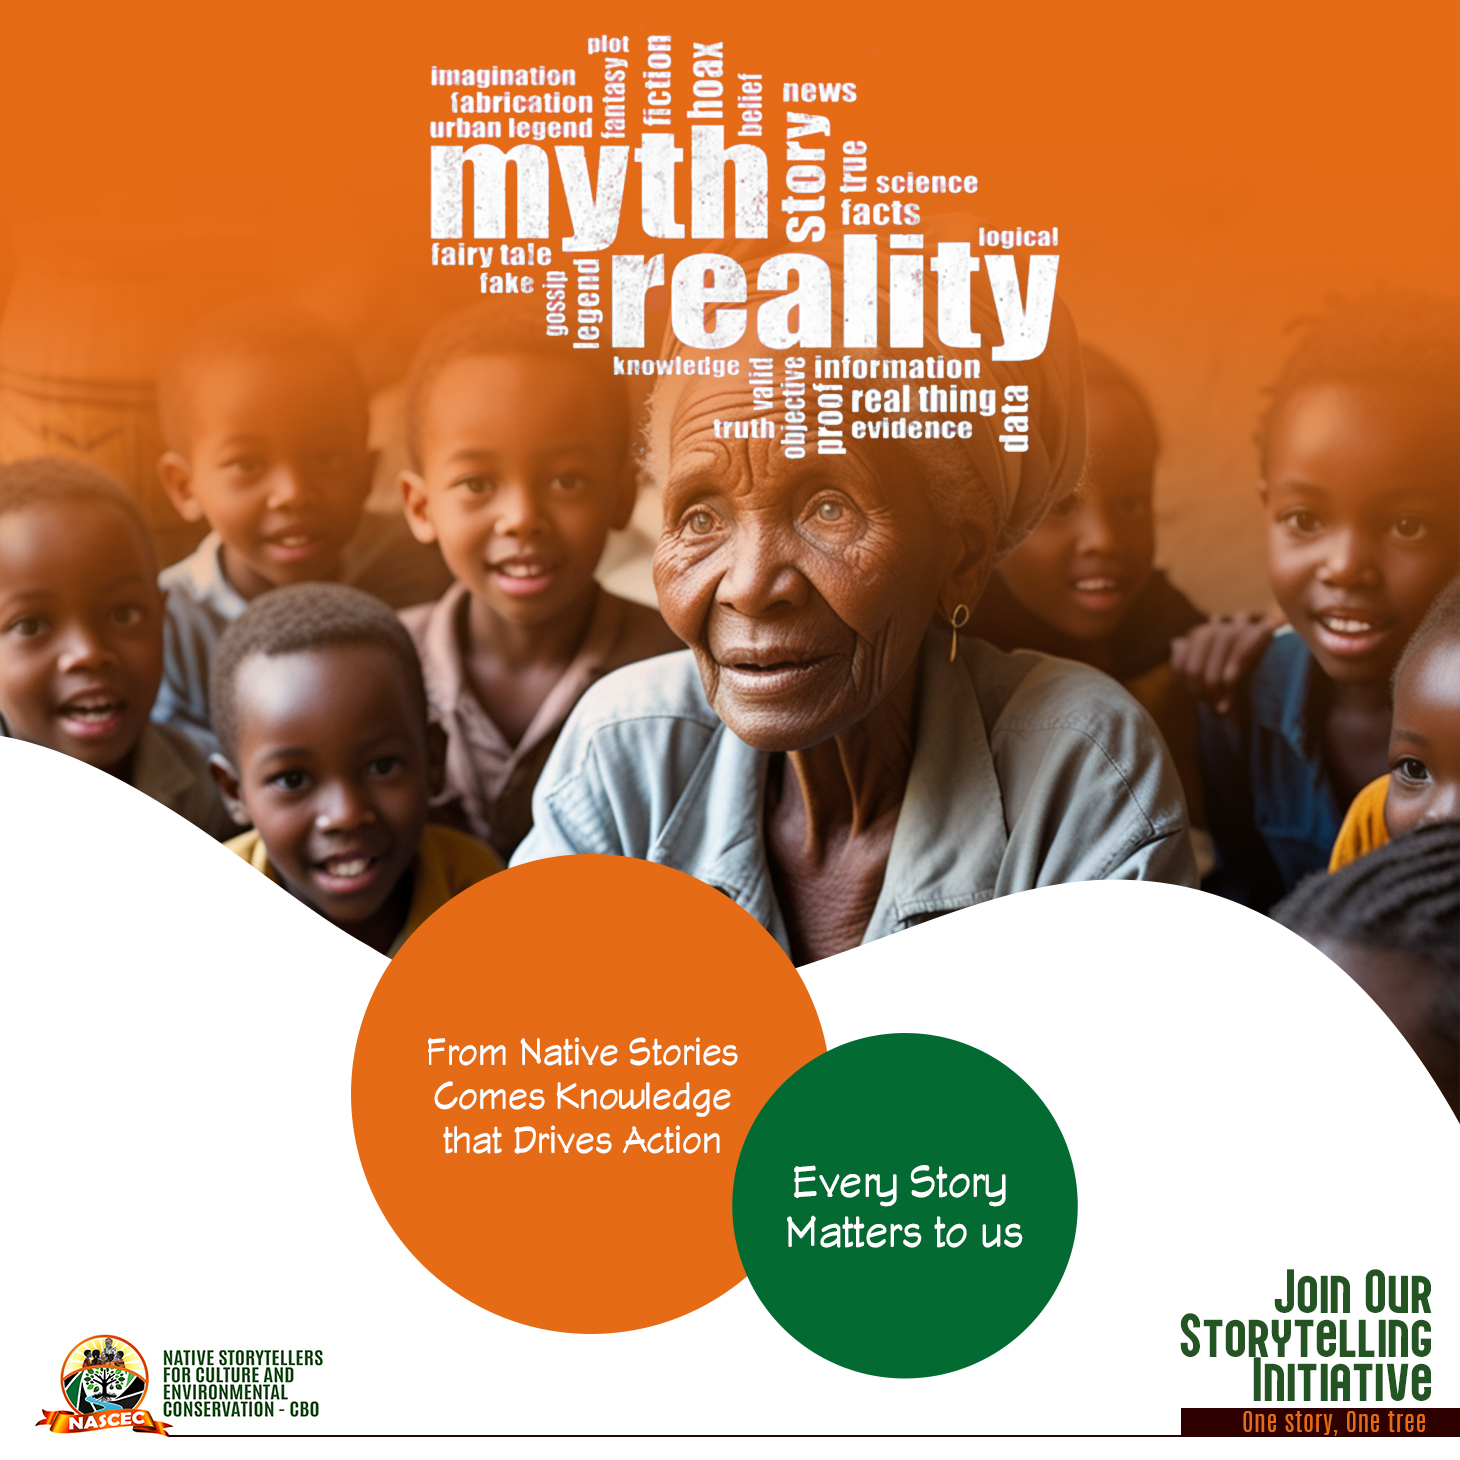 plot
imagination
fabrication
urban legend
fantasy
fiction
hoax
belief
news
myth
story
true
science
facts
logical
fairy tale
fake
gossip
legend
reality
knowledge
valid
truth
objective
information
proof
real thing
evidence
data
From Native Stories
Comes Knowledge
that Drives Action
Every Story
Matters to us
Join Our
Storytelling
Initiative
One story, One tree
NASCEC
NATIVE STORYTELLERS
FOR CULTURE AND
ENVIRONMENTAL
CONSERVATION - CBO